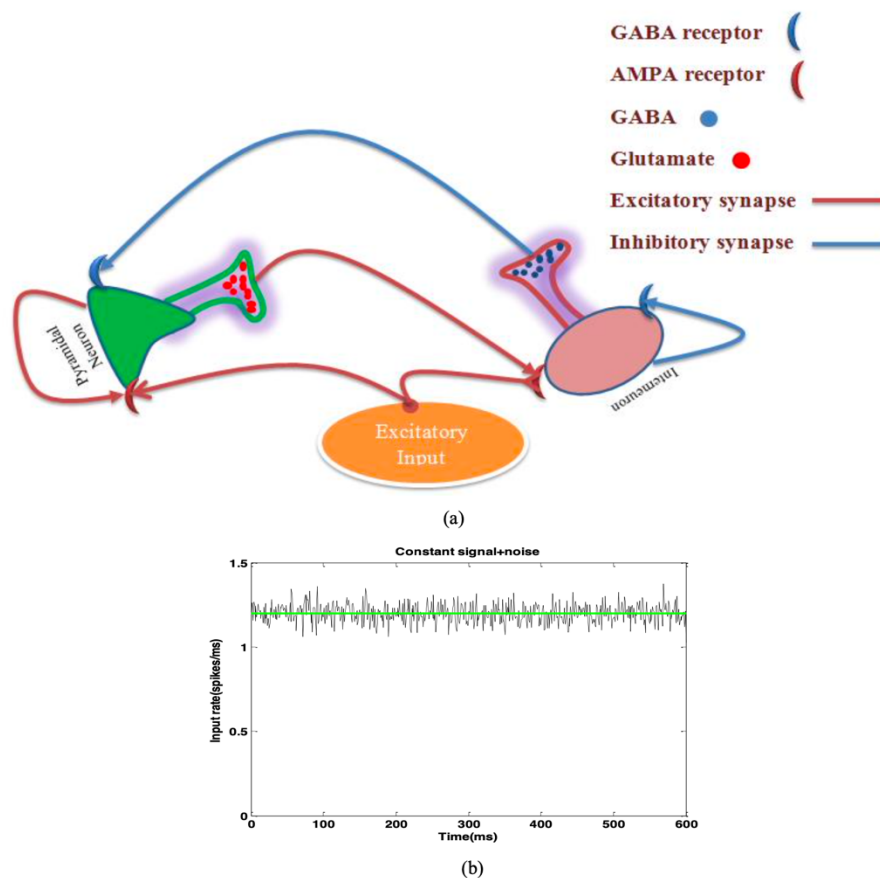 GABA receptor
AMPA receptor
GABA
Glutamate
Excitatory synapse
Inhibitory synapse
Pyramidal
Neuron
Interneuron
Excitatory
Input
(a)
Constant signal+noise
Input rate(spikes/ms)
1.5
1
0.5
0
0 100 200 300 400 500 600
Time(ms)
(b)